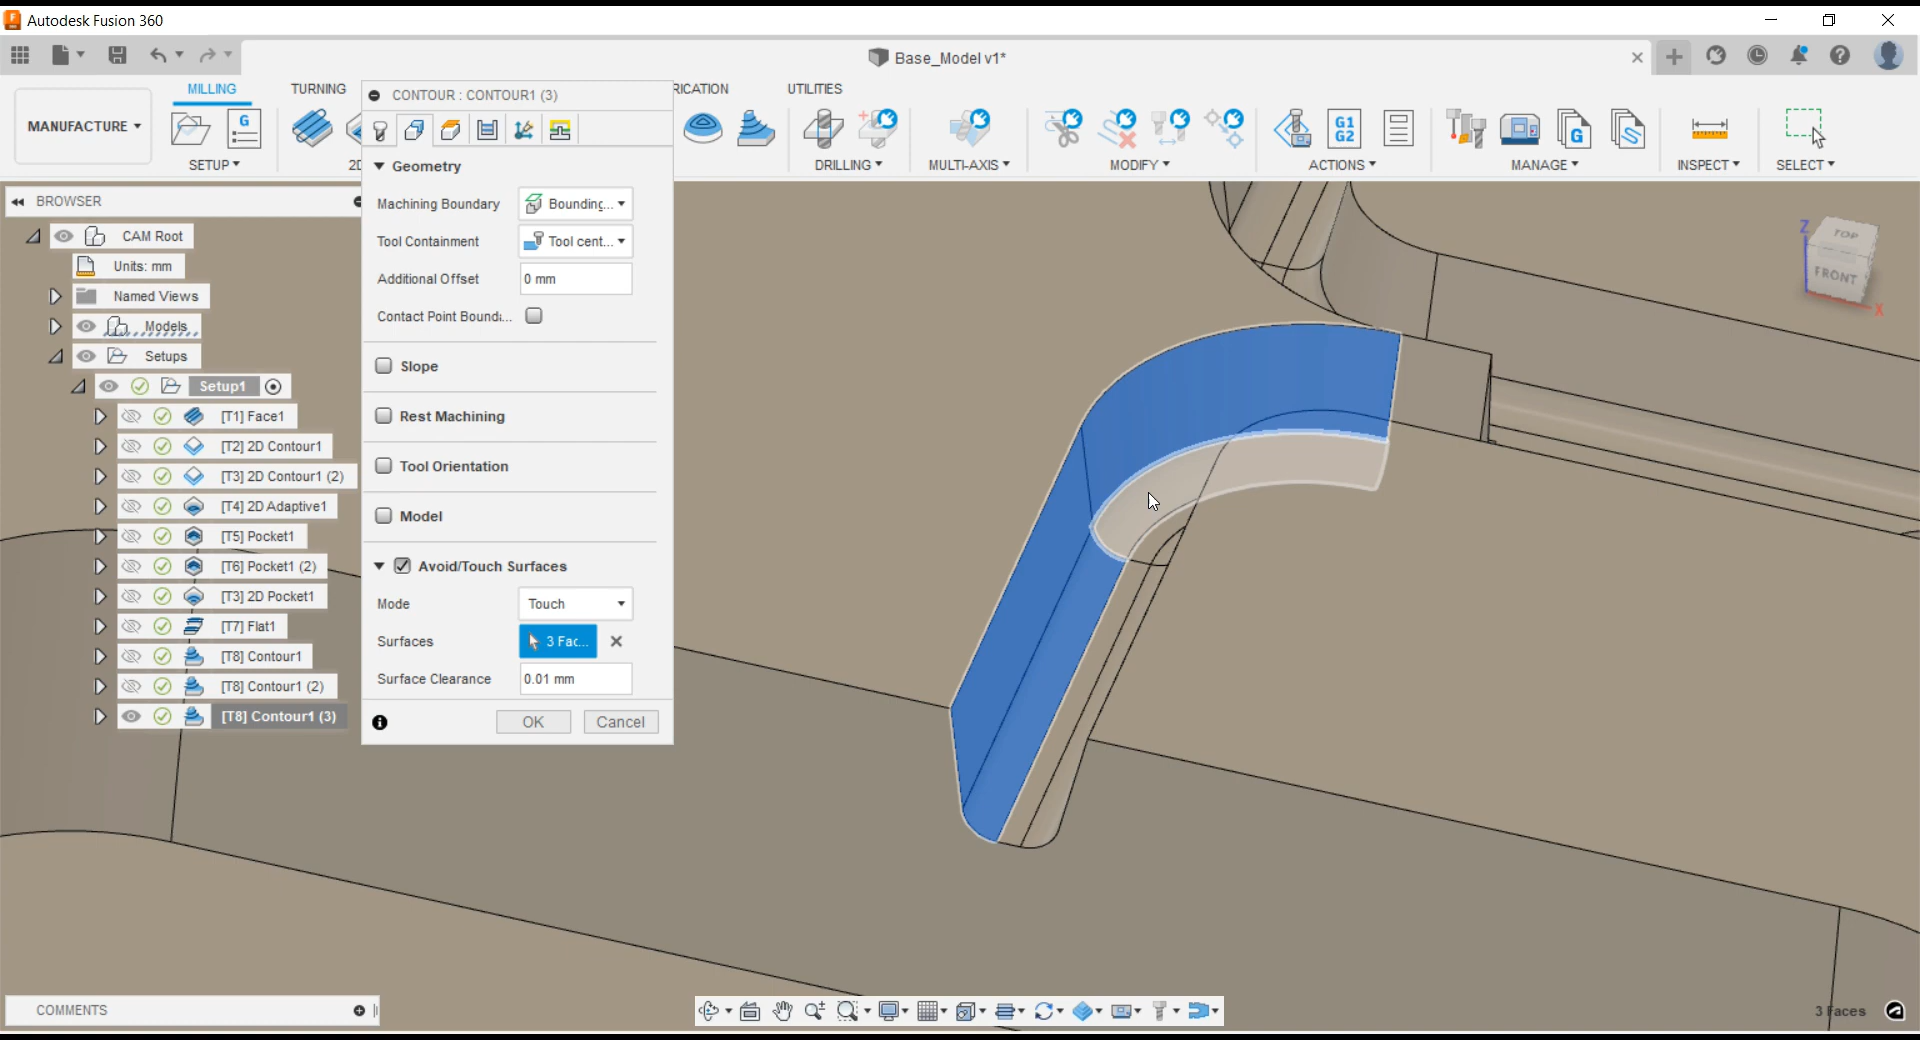 Autodesk Fusion 360
Base_Model v1*
MILLING
TURNING
RICATION
UTILITIES
MANUFACTURE
G
G1
G2
G
SETUP
2D
DRILLING
MULTI-AXIS
MODIFY
ACTIONS
MANAGE
INSPECT
SELECT
BROWSER
CAM Root
Units: mm
Named Views
Models
Setups
Setup1
[T1] Face1
[T2] 2D Contour1
[T3] 2D Contour1 (2)
[T4] 2D Adaptive1
[T5] Pocket1
[T6] Pocket1 (2)
[T3] 2D Pocket1
[T7] Flat1
[T8] Contour1
[T8] Contour1 (2)
[T8] Contour1 (3)
CONTOUR : CONTOUR1 (3)
Geometry
Machining Boundary
Bounding...
Tool Containment
Tool cent...
Additional Offset
0 mm
Contact Point Bound...
Slope
Rest Machining
Tool Orientation
Model
Avoid/Touch Surfaces
Mode
Touch
Surfaces
3 Fac...
Surface Clearance
0.01 mm
OK
Cancel
Z
TOP
FRONT
X
COMMENTS
3 Faces